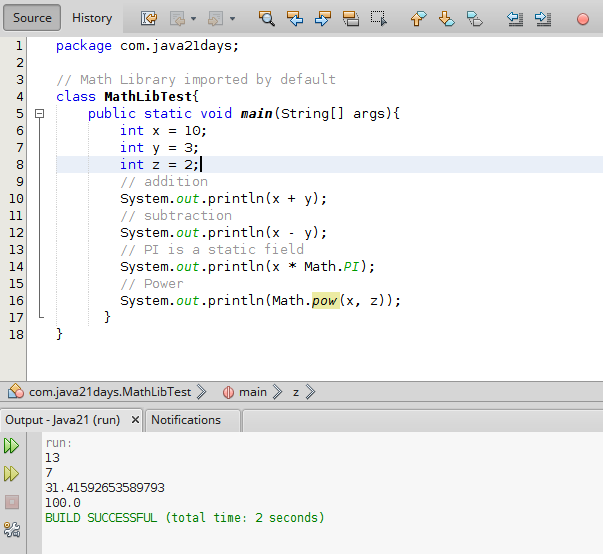 Source History
1 package com.java21days;
2
3 // Math Library imported by default
4 class MathLibTest{
5 public static void main(String[] args){
6 int x = 10;
7 int y = 3;
8 int z = 2;
9 // addition
10 System.out.println(x + y);
11 // subtraction
12 System.out.println(x - y);
13 // PI is a static field
14 System.out.println(x * Math.PI);
15 // Power
16 System.out.println(Math.pow(x, z));
17 }
18 }
com.java21days.MathLibTest main z
Output - Java21 (run) × Notifications
run:
13
7
31.41592653589793
100.0
BUILD SUCCESSFUL (total time: 2 seconds)